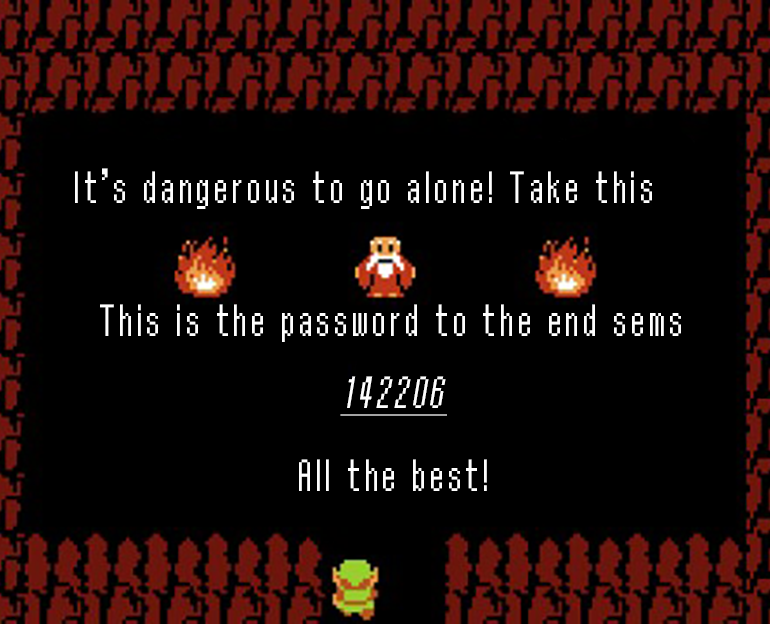 It's dangerous to go alone! Take this
This is the password to the end sems
142206
All the best!